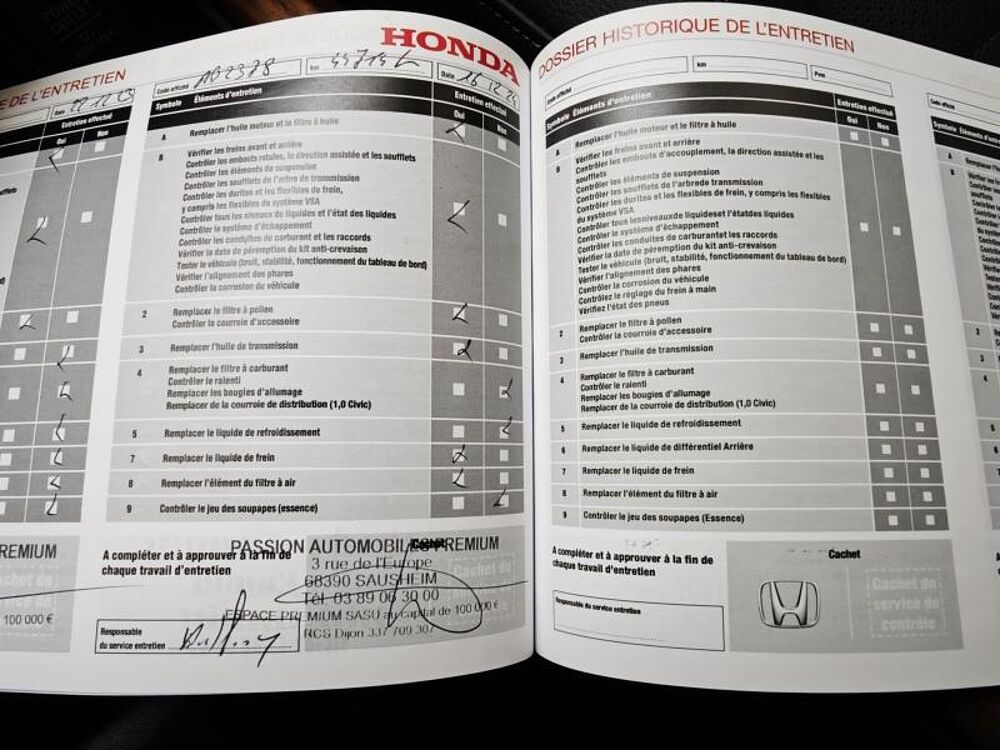 E DE L'ENTRETIEN
Date 22 12 23
Entretien effectué
Oui
Non
REMIUM
100 000 €
HONDA
Code affiché AB2378
km
Date 16 12 24
Symbole Éléments d'entretien
Entretien effectué
Oui
Non
A Remplacer l'huile moteur et le filtre à huile
B Vérifier les freins avant et arrière
Contrôler les embouts rotules, la direction assistée et les soufflets
Contrôler les éléments de suspension
Contrôler les soufflets de l'arbre de transmission
Contrôler les durites et les flexibles de frein,
y compris les flexibles du système VSA
Contrôler tous les niveaux de liquides et l'état des liquides
Contrôler le système d'échappement
Contrôler les conduites de carburant et les raccords
Vérifier la date de péremption du kit anti-crevaison
Tester le véhicule (bruit, stabilité, fonctionnement du tableau de bord)
Vérifier l'alignement des phares
Contrôler la corrosion du véhicule
2 Remplacer le filtre à pollen
Contrôler la courroie d'accessoire
3 Remplacer l'huile de transmission
4 Remplacer le filtre à carburant
Contrôler le ralenti
Remplacer les bougies d'allumage
Remplacer de la courroie de distribution (1,0 Civic)
5 Remplacer le liquide de refroidissement
7 Remplacer le liquide de frein
8 Remplacer l'élément du filtre à air
9 Contrôler le jeu des soupapes (essence)
A compléter et à approuver à la fin de
chaque travail d'entretien
Cachet
PASSION AUTOMOBILES PREMIUM
3 rue de l'Europe
68390 SAUSHEIM
Tél. 03 89 06 30 00
ESPACE PREMIUM SASU au capital de 100 000 €
RCS Dijon 337 709 307
Responsable
du service entretien
DOSSIER HISTORIQUE DE L'ENTRETIEN
Code affiché
km
Symbole Éléments d'entretien
Entretien effectué
Oui
Non
A Remplacer l'huile moteur et le filtre à huile
B Vérifier les freins avant et arrière
Contrôler les embouts d'accouplement, la direction assistée et les
soufflets
Contrôler les éléments de suspension
Contrôler les soufflets de l'arbrede transmission
Contrôler les durites et les flexibles de frein, y compris les flexibles
du système VSA
Contrôler tous lesniveauxde liquideset l'étatdes liquides
Contrôler le système d'échappement
Contrôler les conduites de carburantet les raccords
Vérifier la date de péremption du kit anti-crevaison
Tester le véhicule (bruit, stabilité, fonctionnement du tableau de bord)
Vérifier l'alignement des phares
Contrôler la corrosion du véhicule
Contrôlez le réglage du frein à main
Vérifiez l'état des pneus
2 Remplacer le filtre à pollen
Contrôler la courroie d'accessoire
3 Remplacer l'huile de transmission
4 Remplacer le filtre à carburant
Contrôler le ralenti
Remplacer les bougies d'allumage
Remplacer de la courroie de distribution (1,0 Civic)
5 Remplacer le liquide de refroidissement
6 Remplacer le liquide de différentiel Arrière
7 Remplacer le liquide de frein
8 Remplacer l'élément du filtre à air
9 Contrôler le jeu des soupapes (Essence)
A compléter et à approuver à la fin de
chaque travail d'entretien
Cachet
Cachet du
service de
contrôle
Responsable du service entretien
Code affiché
Symbole